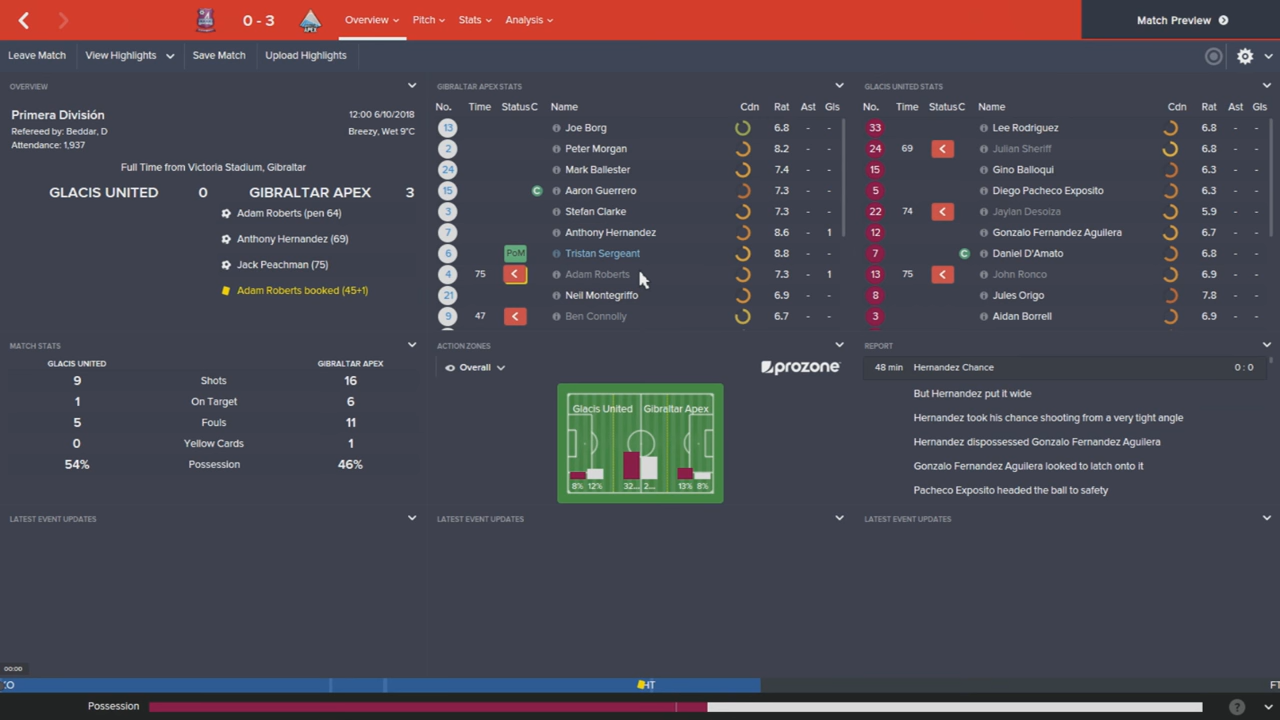 0 - 3
APEX
Overview
Pitch
Stats
Analysis
Match Preview
Leave Match
View Highlights
Save Match
Upload Highlights
OVERVIEW
Primera División 12:00 6/10/2018
Refereed by: Beddar, D Breezy, Wet 9°C
Attendance: 1,937
Full Time from Victoria Stadium, Gibraltar
GLACIS UNITED 0 GIBRALTAR APEX 3
Adam Roberts (pen 64)
Anthony Hernandez (69)
Jack Peachman (75)
Adam Roberts booked (45+1)
GIBRALTAR APEX STATS
No. Time Status C Name Cdn Rat Ast Gls
13 Joe Borg 6.8 - -
2 Peter Morgan 8.2 - -
24 Mark Ballester 7.4 - -
15 C Aaron Guerrero 7.3 - -
3 Stefan Clarke 7.3 - -
7 Anthony Hernandez 8.6 - 1
6 PoM Tristan Sergeant 8.8 - -
4 75 Adam Roberts 7.3 - 1
21 Neil Montegriffo 6.9 - -
9 47 Ben Connolly 6.7 - -
GLACIS UNITED STATS
No. Time Status C Name Cdn Rat Ast Gls
33 Lee Rodriguez 6.8 - -
24 69 Julian Sheriff 6.8 - -
15 Gino Balloqui 6.3 - -
5 Diego Pacheco Exposito 6.3 - -
22 74 Jaylan Desoiza 5.9 - -
12 Gonzalo Fernandez Aguilera 6.7 - -
7 C Daniel D'Amato 6.8 - -
13 75 John Ronco 6.9 - -
8 Jules Origo 7.8 - -
3 Aidan Borrell 6.9 - -
MATCH STATS
GLACIS UNITED GIBRALTAR APEX
9 Shots 16
1 On Target 6
5 Fouls 11
0 Yellow Cards 1
54% Possession 46%
ACTION ZONES
Overall
prozone
Glacis United Gibraltar Apex
8% 12% 32... 2... 13% 8%
REPORT
48 min Hernandez Chance 0 : 0
But Hernandez put it wide
Hernandez took his chance shooting from a very tight angle
Hernandez dispossessed Gonzalo Fernandez Aguilera
Gonzalo Fernandez Aguilera looked to latch onto it
Pacheco Exposito headed the ball to safety
LATEST EVENT UPDATES
LATEST EVENT UPDATES
LATEST EVENT UPDATES
00:00
HT
Possession
?